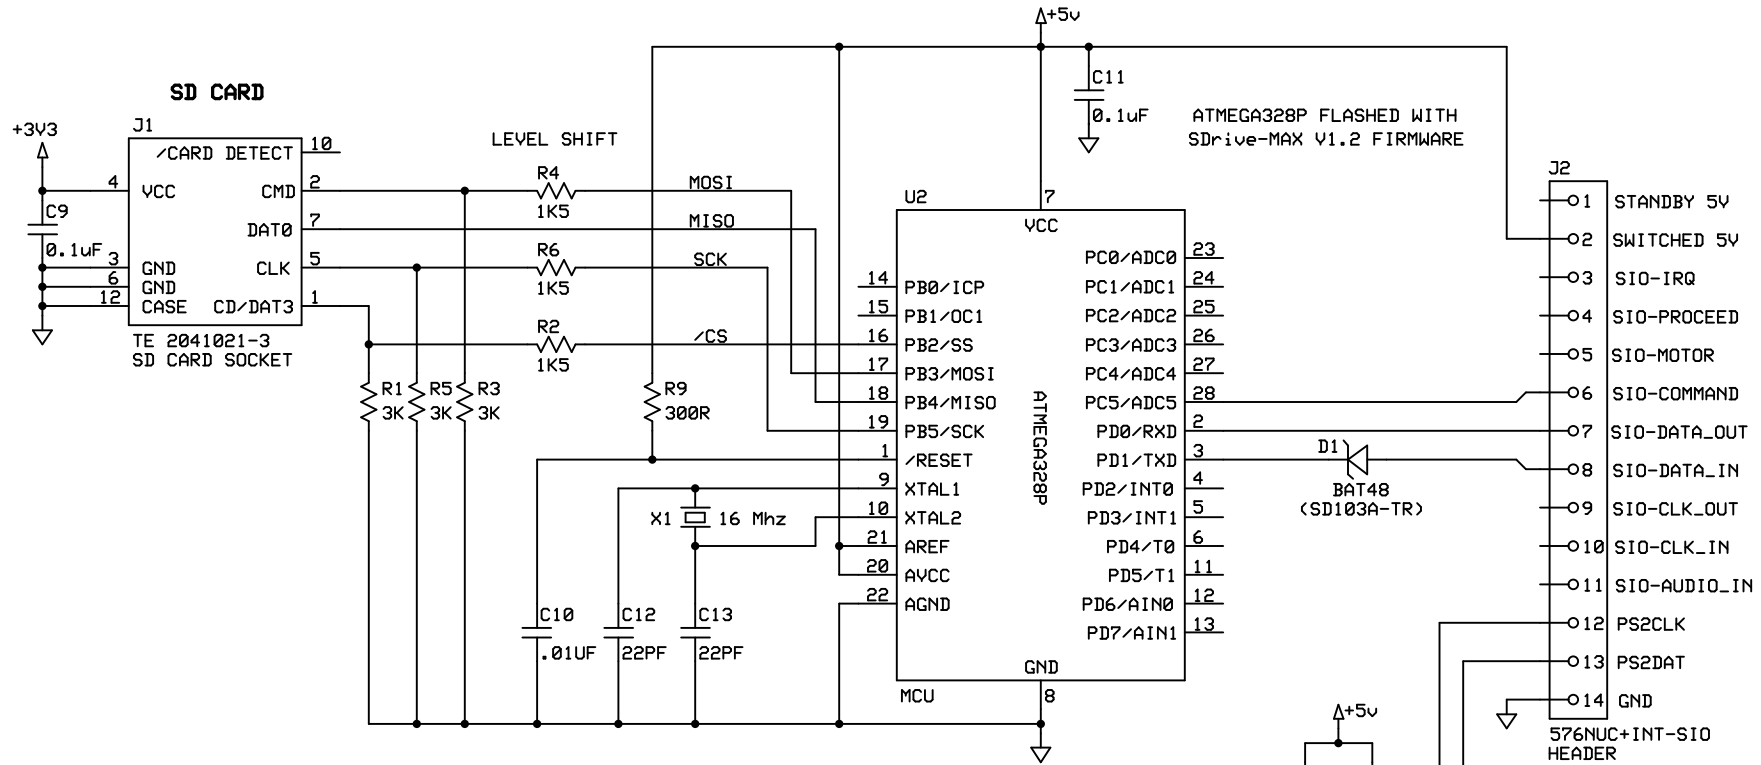 +5v
SD CARD
+3V3
J1
/CARD DETECT 10
4 VCC
CMD 2
DAT0 7
3 GND
CLK 5
6 GND
12 CASE
CD/DAT3 1
C9
0.1uF
TE 2041021-3
SD CARD SOCKET
LEVEL SHIFT
R4
1K5
MOSI
MISO
R6
1K5
SCK
R2
1K5
/CS
R1
3K
R5
3K
R3
3K
R9
300R
C11
0.1uF
ATMEGA328P FLASHED WITH
SDrive-MAX V1.2 FIRMWARE
U2
7
VCC
14 PB0/ICP
15 PB1/OC1
16 PB2/SS
17 PB3/MOSI
18 PB4/MISO
19 PB5/SCK
1 /RESET
9 XTAL1
10 XTAL2
21 AREF
20 AVCC
22 AGND
ATMEGA328P
PC0/ADC0 23
PC1/ADC1 24
PC2/ADC2 25
PC3/ADC3 26
PC4/ADC4 27
PC5/ADC5 28
PD0/RXD 2
PD1/TXD 3
PD2/INT0 4
PD3/INT1 5
PD4/T0 6
PD5/T1 11
PD6/AIN0 12
PD7/AIN1 13
GND
8
MCU
X1 16 Mhz
C10
.01UF
C12
22PF
C13
22PF
D1
BAT48
(SD103A-TR)
J2
1 STANDBY 5V
2 SWITCHED 5V
3 SIO-IRQ
4 SIO-PROCEED
5 SIO-MOTOR
6 SIO-COMMAND
7 SIO-DATA_OUT
8 SIO-DATA_IN
9 SIO-CLK_OUT
10 SIO-CLK_IN
11 SIO-AUDIO_IN
12 PS2CLK
13 PS2DAT
14 GND
576NUC+INT-SIO
HEADER
+5v